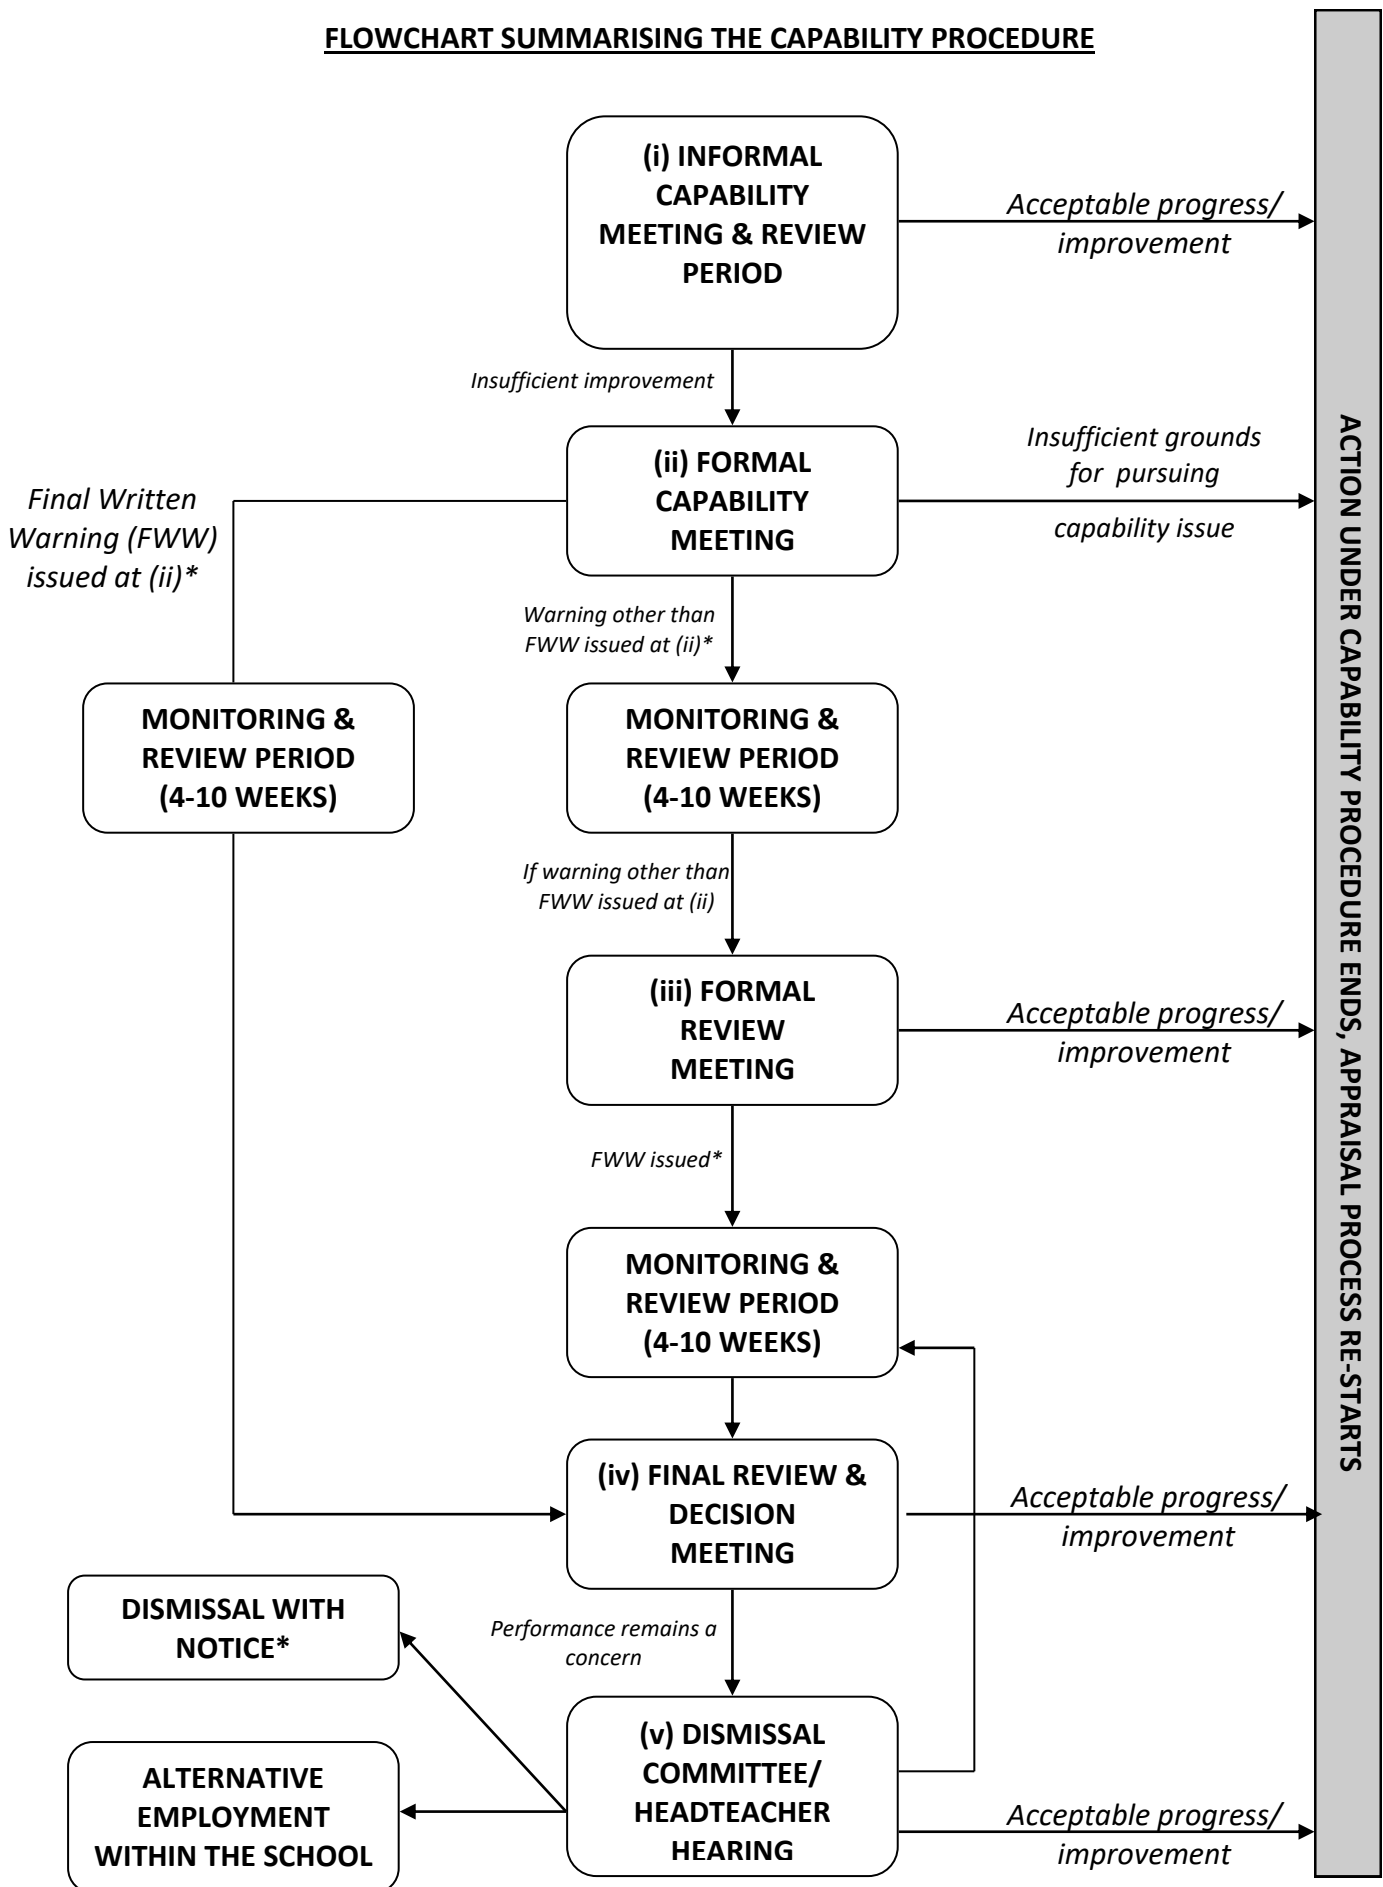 FLOWCHART SUMMARISING THE CAPABILITY PROCEDURE
(i) INFORMAL
CAPABILITY
MEETING & REVIEW
PERIOD
Acceptable progress/
improvement
Insufficient improvement
(ii) FORMAL
CAPABILITY
MEETING
Insufficient grounds
for pursuing
capability issue
Final Written
Warning (FWW)
issued at (ii)*
Warning other than
FWW issued at (ii)*
MONITORING &
REVIEW PERIOD
(4-10 WEEKS)
MONITORING &
REVIEW PERIOD
(4-10 WEEKS)
If warning other than
FWW issued at (ii)
(iii) FORMAL
REVIEW
MEETING
Acceptable progress/
improvement
FWW issued*
MONITORING &
REVIEW PERIOD
(4-10 WEEKS)
(iv) FINAL REVIEW &
DECISION
MEETING
Acceptable progress/
improvement
DISMISSAL WITH
NOTICE*
Performance remains a
concern
(v) DISMISSAL
COMMITTEE/
HEADTEACHER
HEARING
ALTERNATIVE
EMPLOYMENT
WITHIN THE SCHOOL
Acceptable progress/
improvement
ACTION UNDER CAPABILITY PROCEDURE ENDS, APPRAISAL PROCESS RE-STARTS